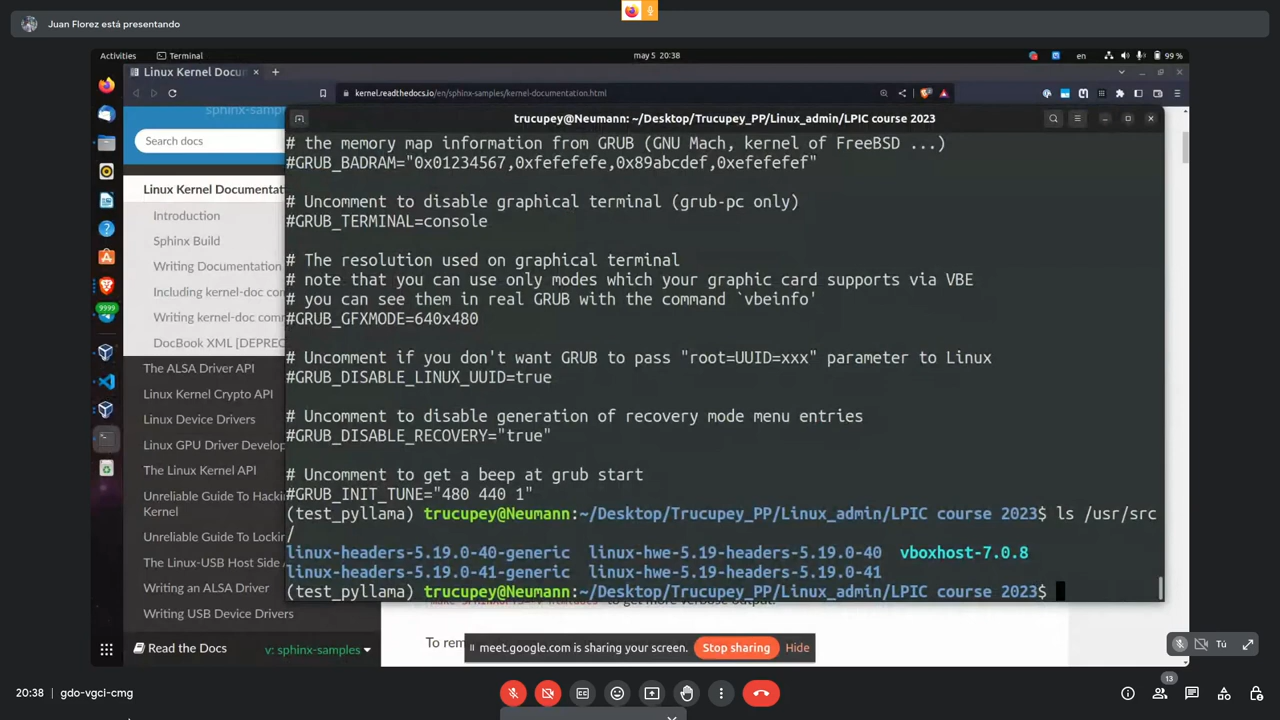 Juan Florez está presentando
Activities
Terminal
may 5 20:38
en
99 %
Linux Kernel Docu
kernel.readthedocs.io/en/sphinx-samples/kernel-documentation.html
sphinx-samples
Search docs
Linux Kernel Documentat
Introduction
Sphinx Build
Writing Documentation
Including kernel-doc com
Writing kernel-doc comm
DocBook XML [DEPREC
The ALSA Driver API
Linux Kernel Crypto API
Linux Device Drivers
Linux GPU Driver Develop
The Linux Kernel API
Unreliable Guide To Hackin
Kernel
Unreliable Guide To Lockin
The Linux-USB Host Side A
Writing an ALSA Driver
Writing USB Device Drivers
Read the Docs
v: sphinx-samples
9999
trucupey@Neumann: ~/Desktop/Trucupey_PP/Linux_admin/LPIC course 2023
# the memory map information from GRUB (GNU Mach, kernel of FreeBSD ...)
#GRUB_BADRAM="0x01234567,0xfefefefe,0x89abcdef,0xefefefef"
# Uncomment to disable graphical terminal (grub-pc only)
#GRUB_TERMINAL=console
# The resolution used on graphical terminal
# note that you can use only modes which your graphic card supports via VBE
# you can see them in real GRUB with the command `vbeinfo'
#GRUB_GFXMODE=640x480
# Uncomment if you don't want GRUB to pass "root=UUID=xxx" parameter to Linux
#GRUB_DISABLE_LINUX_UUID=true
# Uncomment to disable generation of recovery mode menu entries
#GRUB_DISABLE_RECOVERY="true"
# Uncomment to get a beep at grub start
#GRUB_INIT_TUNE="480 440 1"
(test_pyllama) trucupey@Neumann:~/Desktop/Trucupey_PP/Linux_admin/LPIC course 2023$ ls /usr/src
/
linux-headers-5.19.0-40-generic linux-hwe-5.19-headers-5.19.0-40 vboxhost-7.0.8
linux-headers-5.19.0-41-generic linux-hwe-5.19-headers-5.19.0-41
(test_pyllama) trucupey@Neumann:~/Desktop/Trucupey_PP/Linux_admin/LPIC course 2023$
to get more verbose output.
To rem
meet.google.com is sharing your screen.
Stop sharing
Hide
Tú
20:38
gdo-vgci-cmg
13